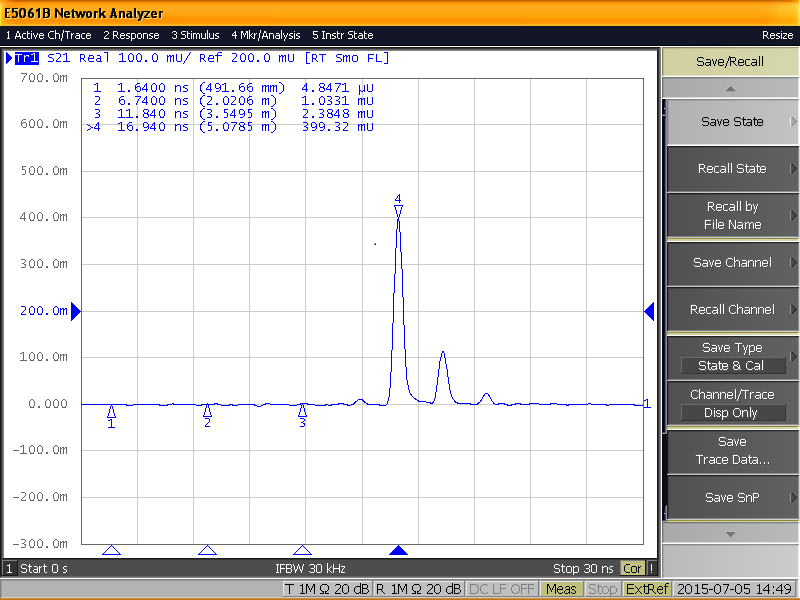 E5061B Network Analyzer
1 Active Ch/Trace 2 Response 3 Stimulus 4 Mkr/Analysis 5 Instr State Resize
Tr1 S21 Real 100.0 mU/ Ref 200.0 mU [RT Smo FL]
700.0m
600.0m
500.0m
400.0m
300.0m
200.0m
100.0m
0.000
-100.0m
-200.0m
-300.0m
1 1.6400 ns (491.66 mm) 4.8471 µU
2 6.7400 ns (2.0206 m) 1.0331 mU
3 11.840 ns (3.5495 m) 2.3848 mU
>4 16.940 ns (5.0785 m) 399.32 mU
4
1
2
3
1
1 Start 0 s IFBW 30 kHz Stop 30 ns Cor !
Save/Recall
Save State
Recall State
Recall by
File Name
Save Channel
Recall Channel
Save Type
State & Cal
Channel/Trace
Disp Only
Save
Trace Data...
Save SnP
T 1M Ω 20 dB R 1M Ω 20 dB DC LF OFF Meas Stop ExtRef 2015-07-05 14:49